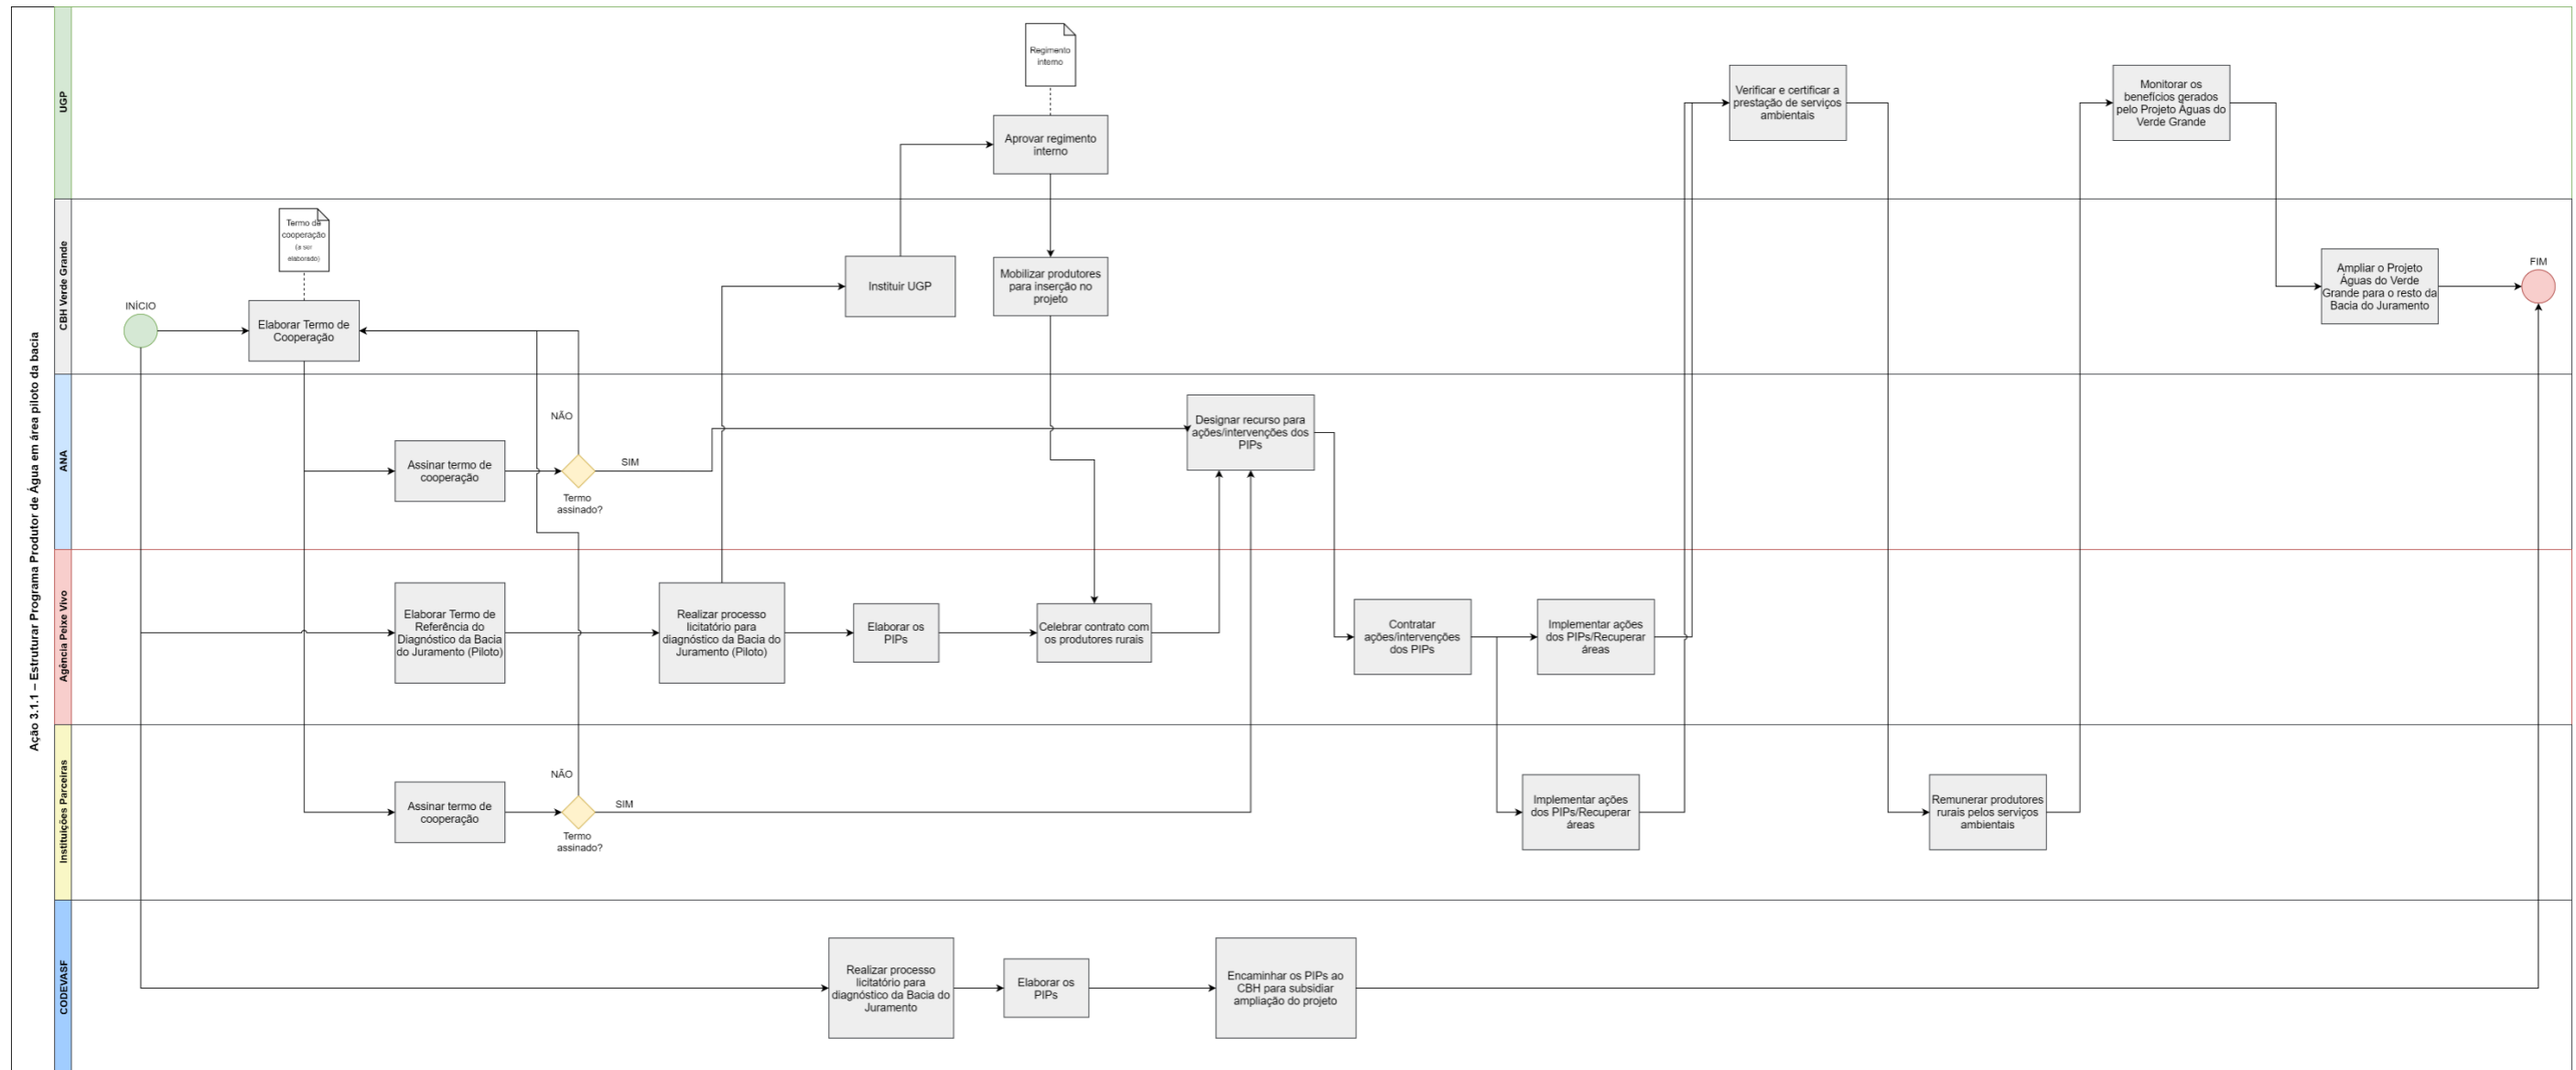 Ação 3.1.1 – Estruturar Programa Produtor de Água em área piloto da bacia
UGP
Regimento
interno
Aprovar regimento
interno
Verificar e certificar a
prestação de serviços
ambientais
Monitorar os
benefícios gerados
pelo Projeto Águas do
Verde Grande
CBH Verde Grande
INÍCIO
Termo de
cooperação
(a ser
elaborado)
Elaborar Termo de
Cooperação
Instituir UGP
Mobilizar produtores
para inserção no
projeto
Ampliar o Projeto
Águas do Verde
Grande para o resto da
Bacia do Juramento
FIM
ANA
Assinar termo de
cooperação
NÃO
SIM
Termo
assinado?
Designar recurso para
ações/intervenções dos
PIPs
Agência Peixe Vivo
Elaborar Termo de
Referência do
Diagnóstico da Bacia
do Juramento (Piloto)
Realizar processo
licitatório para
diagnóstico da Bacia do
Juramento (Piloto)
Elaborar os
PIPs
Celebrar contrato com
os produtores rurais
Contratar
ações/intervenções
dos PIPs
Implementar ações
dos PIPs/Recuperar
áreas
Instituições Parceiras
Assinar termo de
cooperação
NÃO
SIM
Termo
assinado?
Implementar ações
dos PIPs/Recuperar
áreas
Remunerar produtores
rurais pelos serviços
ambientais
CODEVASF
Realizar processo
licitatório para
diagnóstico da Bacia do
Juramento
Elaborar os
PIPs
Encaminhar os PIPs ao
CBH para subsidiar
ampliação do projeto